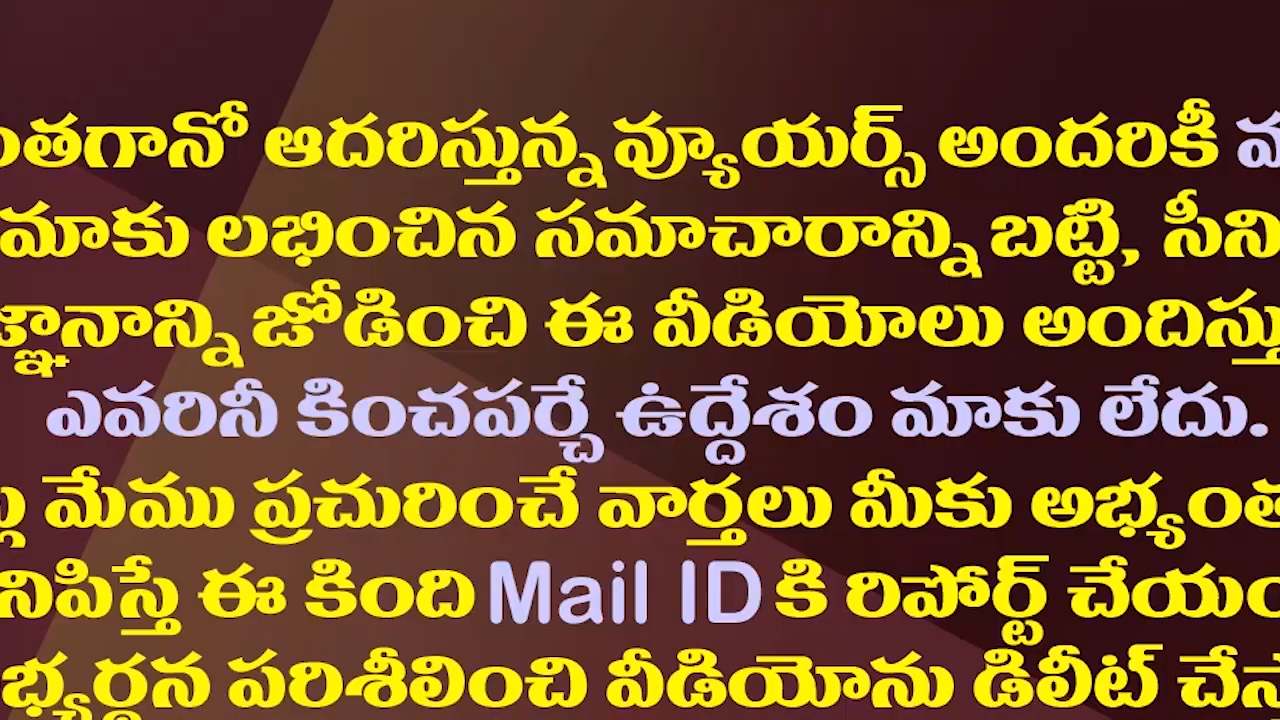 ఆదరిస్తున్న వ్యూయర్స్ అందరికీ
మాకు లభించిన సమాచారాన్ని బట్టి,
జోడించి ఈ వీడియోలు
ఎవరినీ కించపర్చే ఉద్దేశం మాకు లేదు.
మేము ప్రచురించే వార్తలు మీకు
ఈ కింది Mail ID కి రిపోర్ట్
పరిశీలించి వీడియోను డిలీట్